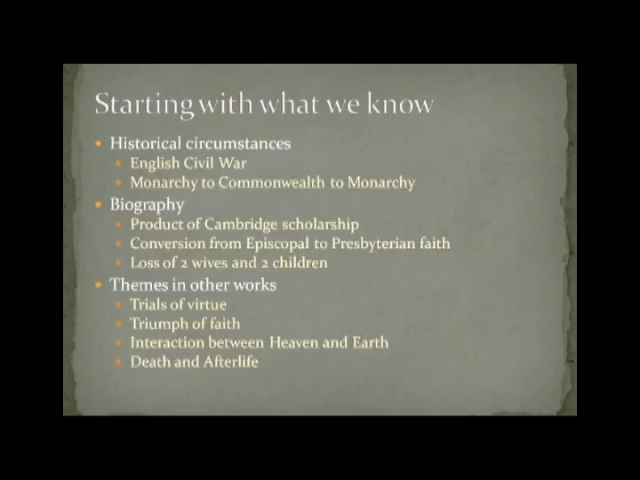 Starting with what we know
• Historical circumstances
• English Civil War
• Monarchy to Commonwealth to Monarchy
• Biography
• Product of Cambridge scholarship
• Conversion from Episcopal to Presbyterian faith
• Loss of 2 wives and 2 children
• Themes in other works
• Trials of virtue
• Triumph of faith
• Interaction between Heaven and Earth
• Death and Afterlife